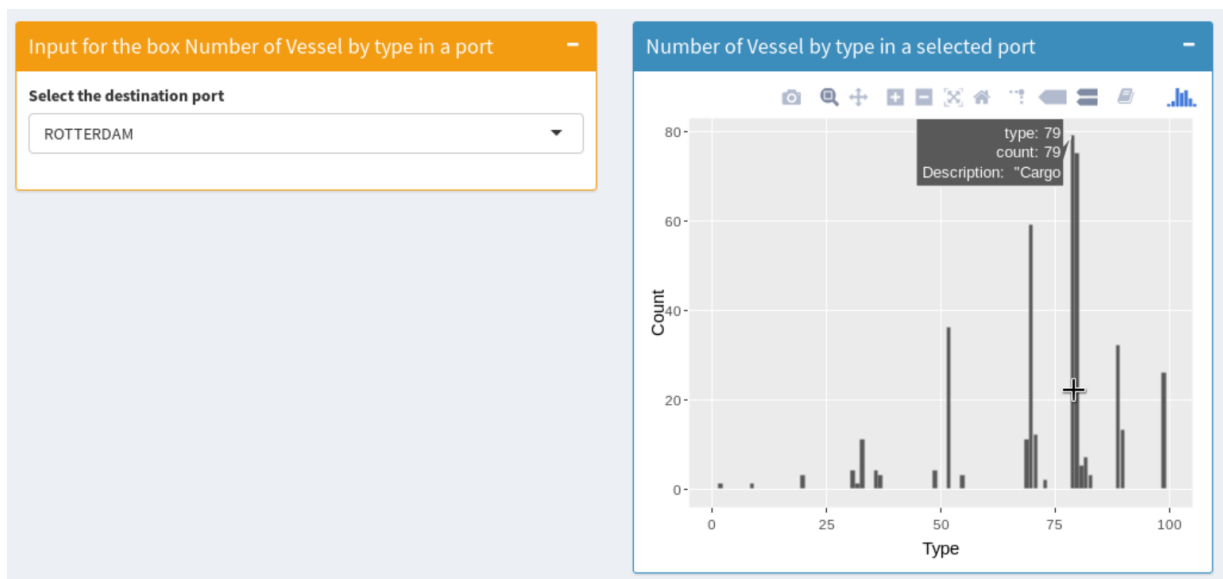 Input for the box Number of Vessel by type in a port
Select the destination port
ROTTERDAM
Number of Vessel by type in a selected port
type: 79
count: 79
Description: "Cargo
80
60
40
20
0
Count
0 25 50 75 100
Type